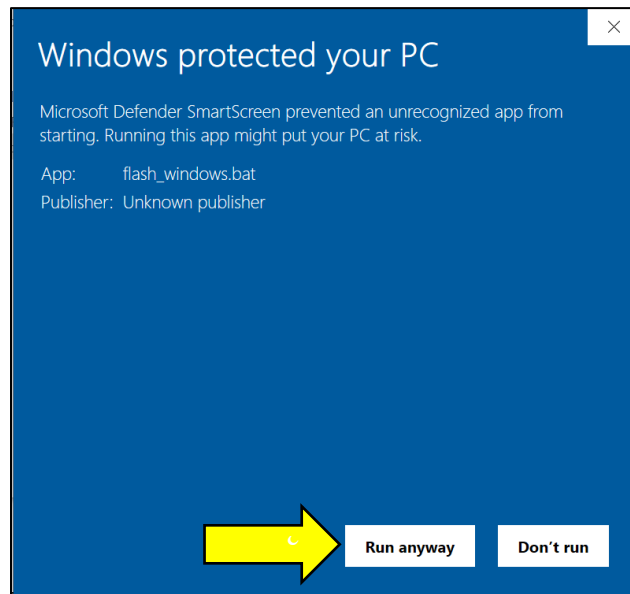 Windows protected your PC
Microsoft Defender SmartScreen prevented an unrecognized app from
starting. Running this app might put your PC at risk.
App: flash_windows.bat
Publisher: Unknown publisher
Run anyway Don’t run